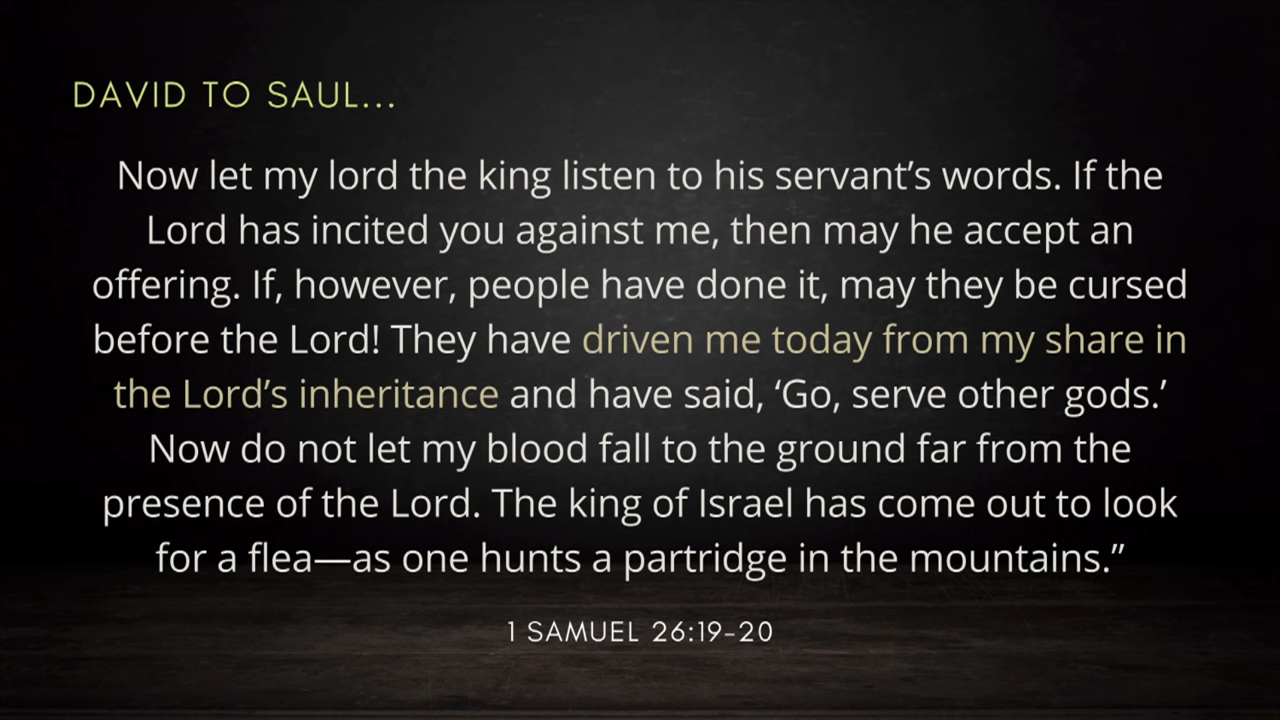 DAVID TO SAUL...
Now let my lord the king listen to his servant’s words. If the
Lord has incited you against me, then may he accept an
offering. If, however, people have done it, may they be cursed
before the Lord! They have driven me today from my share in
the Lord’s inheritance and have said, ‘Go, serve other gods.’
Now do not let my blood fall to the ground far from the
presence of the Lord. The king of Israel has come out to look
for a flea—as one hunts a partridge in the mountains.”
1 SAMUEL 26:19-20